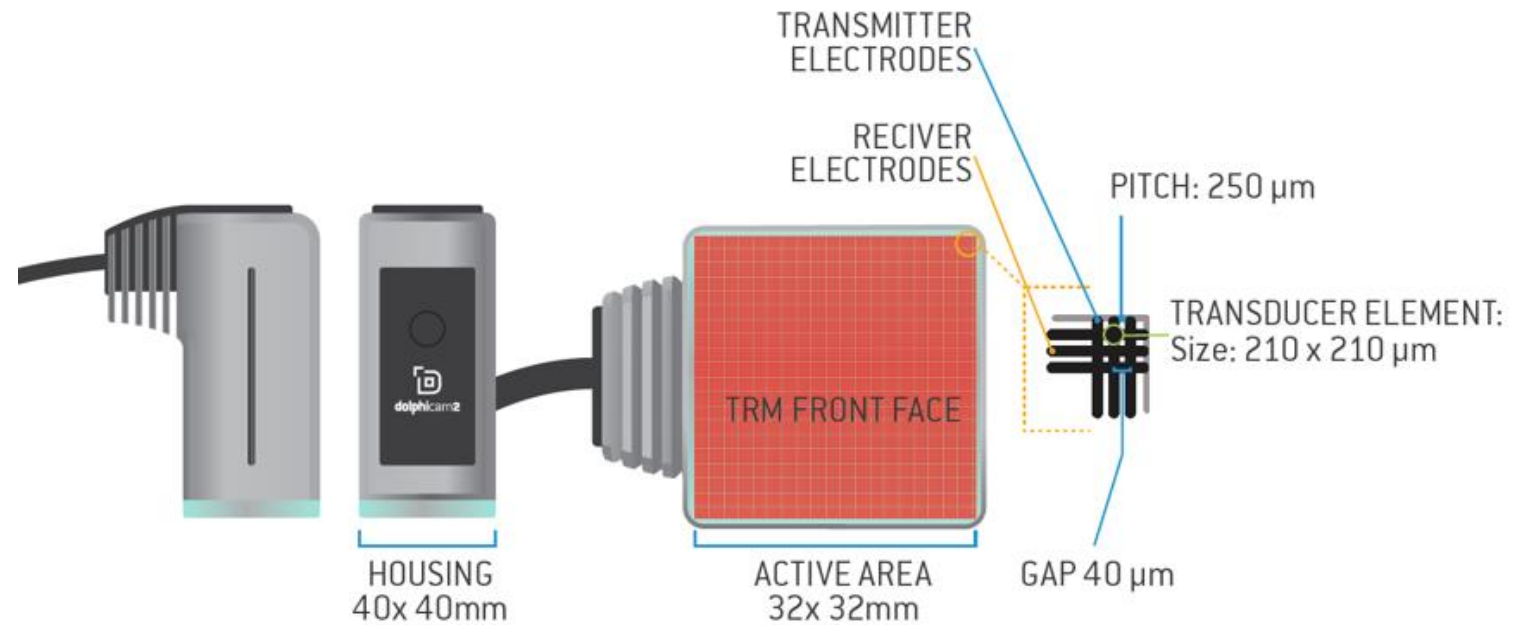 TRANSMITTER
ELECTRODES
RECIVER
ELECTRODES
PITCH: 250 µm
TRANSDUCER ELEMENT:
Size: 210 x 210 µm
dolphicam2
TRM FRONT FACE
HOUSING
40x 40mm
ACTIVE AREA
32x 32mm
GAP 40 µm